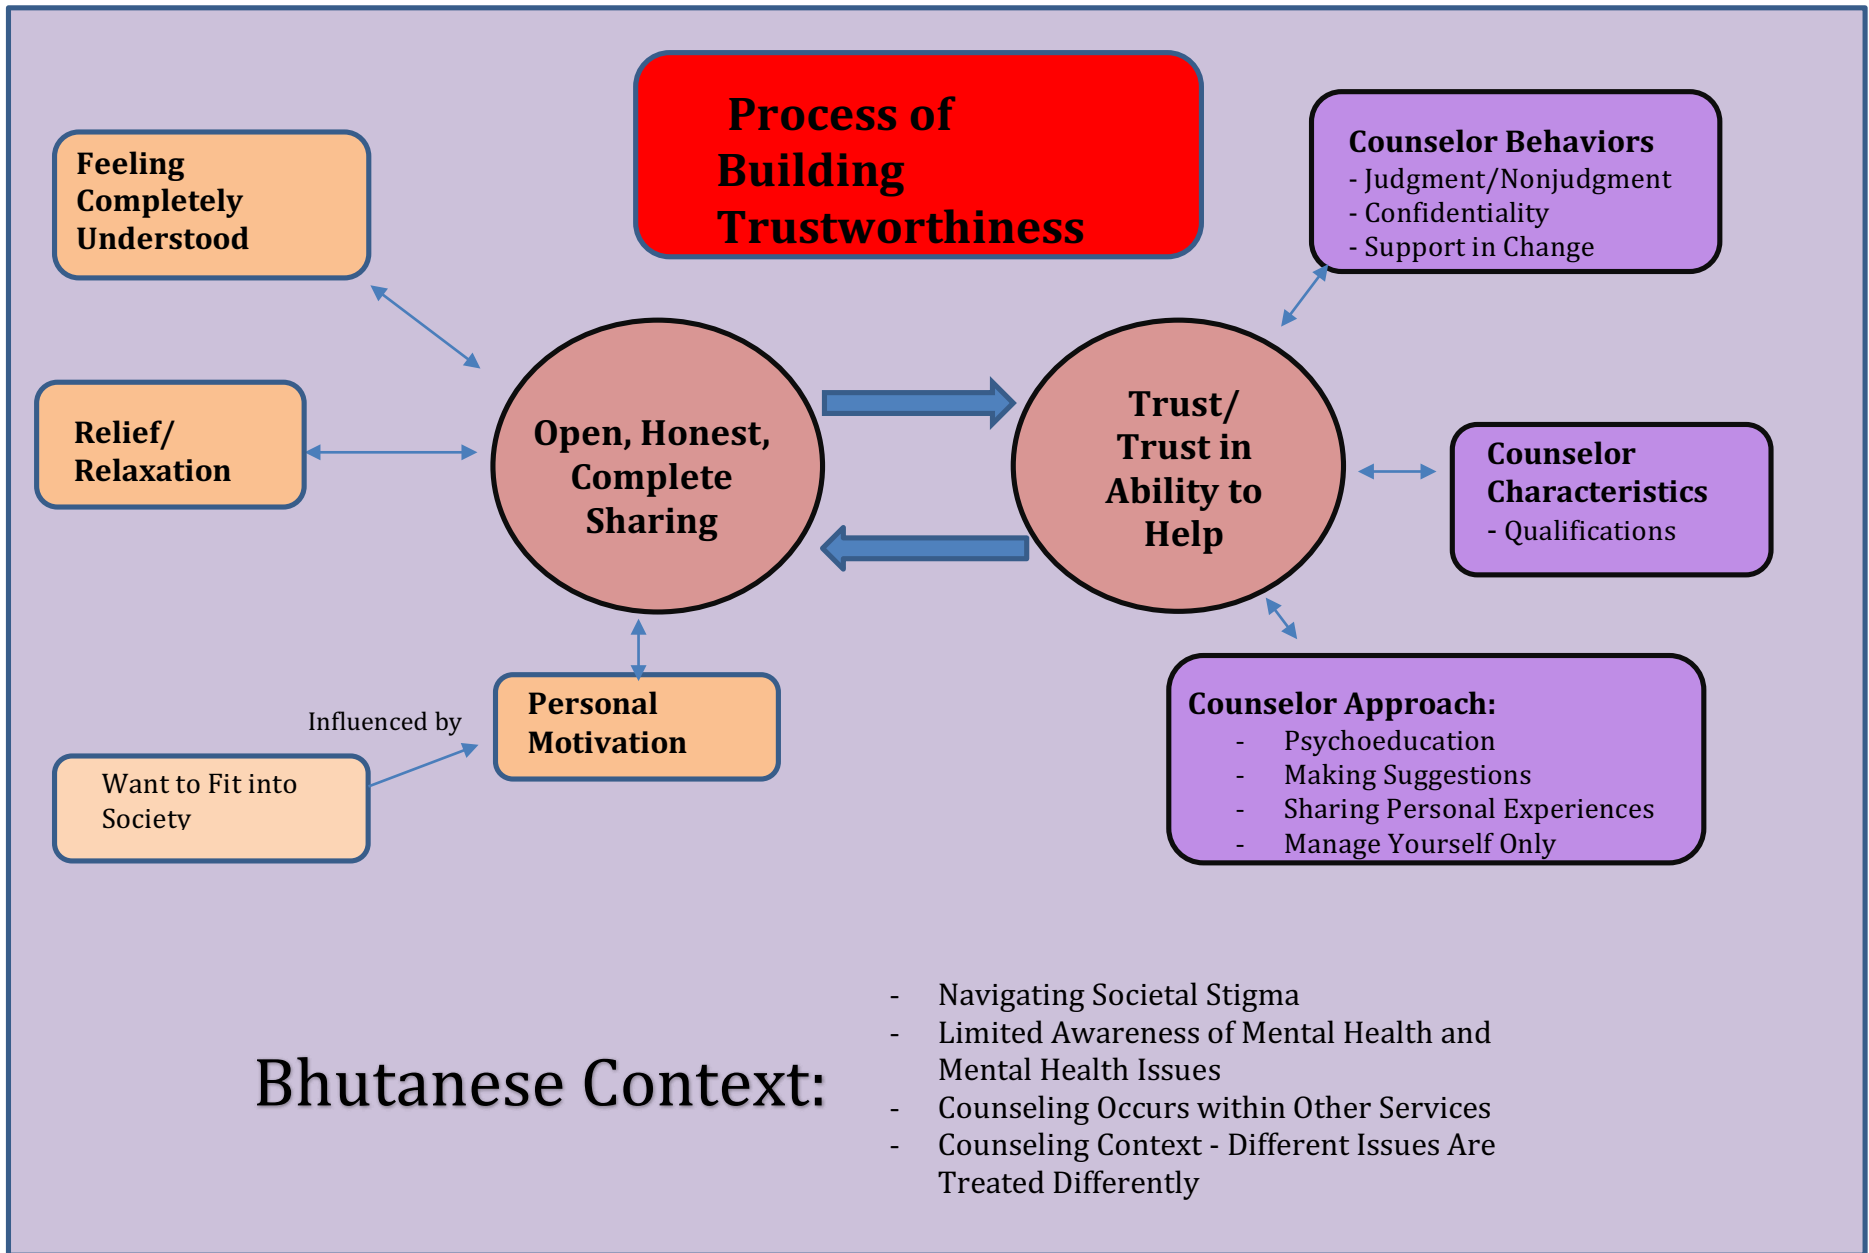 Process of
Building
Trustworthiness
Feeling
Completely
Understood
Counselor Behaviors
- Judgment/Nonjudgment
- Confidentiality
- Support in Change
Relief/
Relaxation
Open, Honest,
Complete
Sharing
Trust/
Trust in
Ability to
Help
Counselor
Characteristics
- Qualifications
Personal
Motivation
Influenced by
Want to Fit into
Society
Counselor Approach:
- Psychoeducation
- Making Suggestions
- Sharing Personal Experiences
- Manage Yourself Only
Bhutanese Context:
- Navigating Societal Stigma
- Limited Awareness of Mental Health and
Mental Health Issues
- Counseling Occurs within Other Services
- Counseling Context - Different Issues Are
Treated Differently